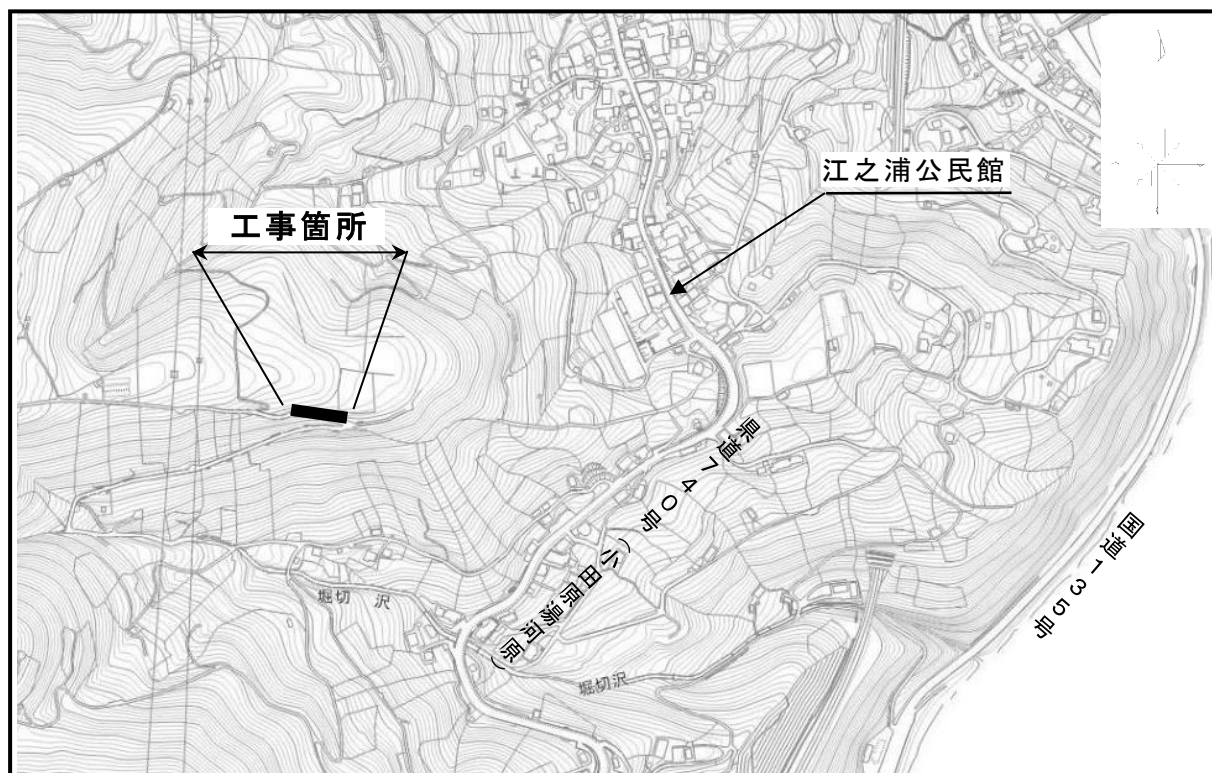 江之浦公民館
工事箇所
県道740号(小田原湯河原)
国道135号
堀切沢
堀切沢